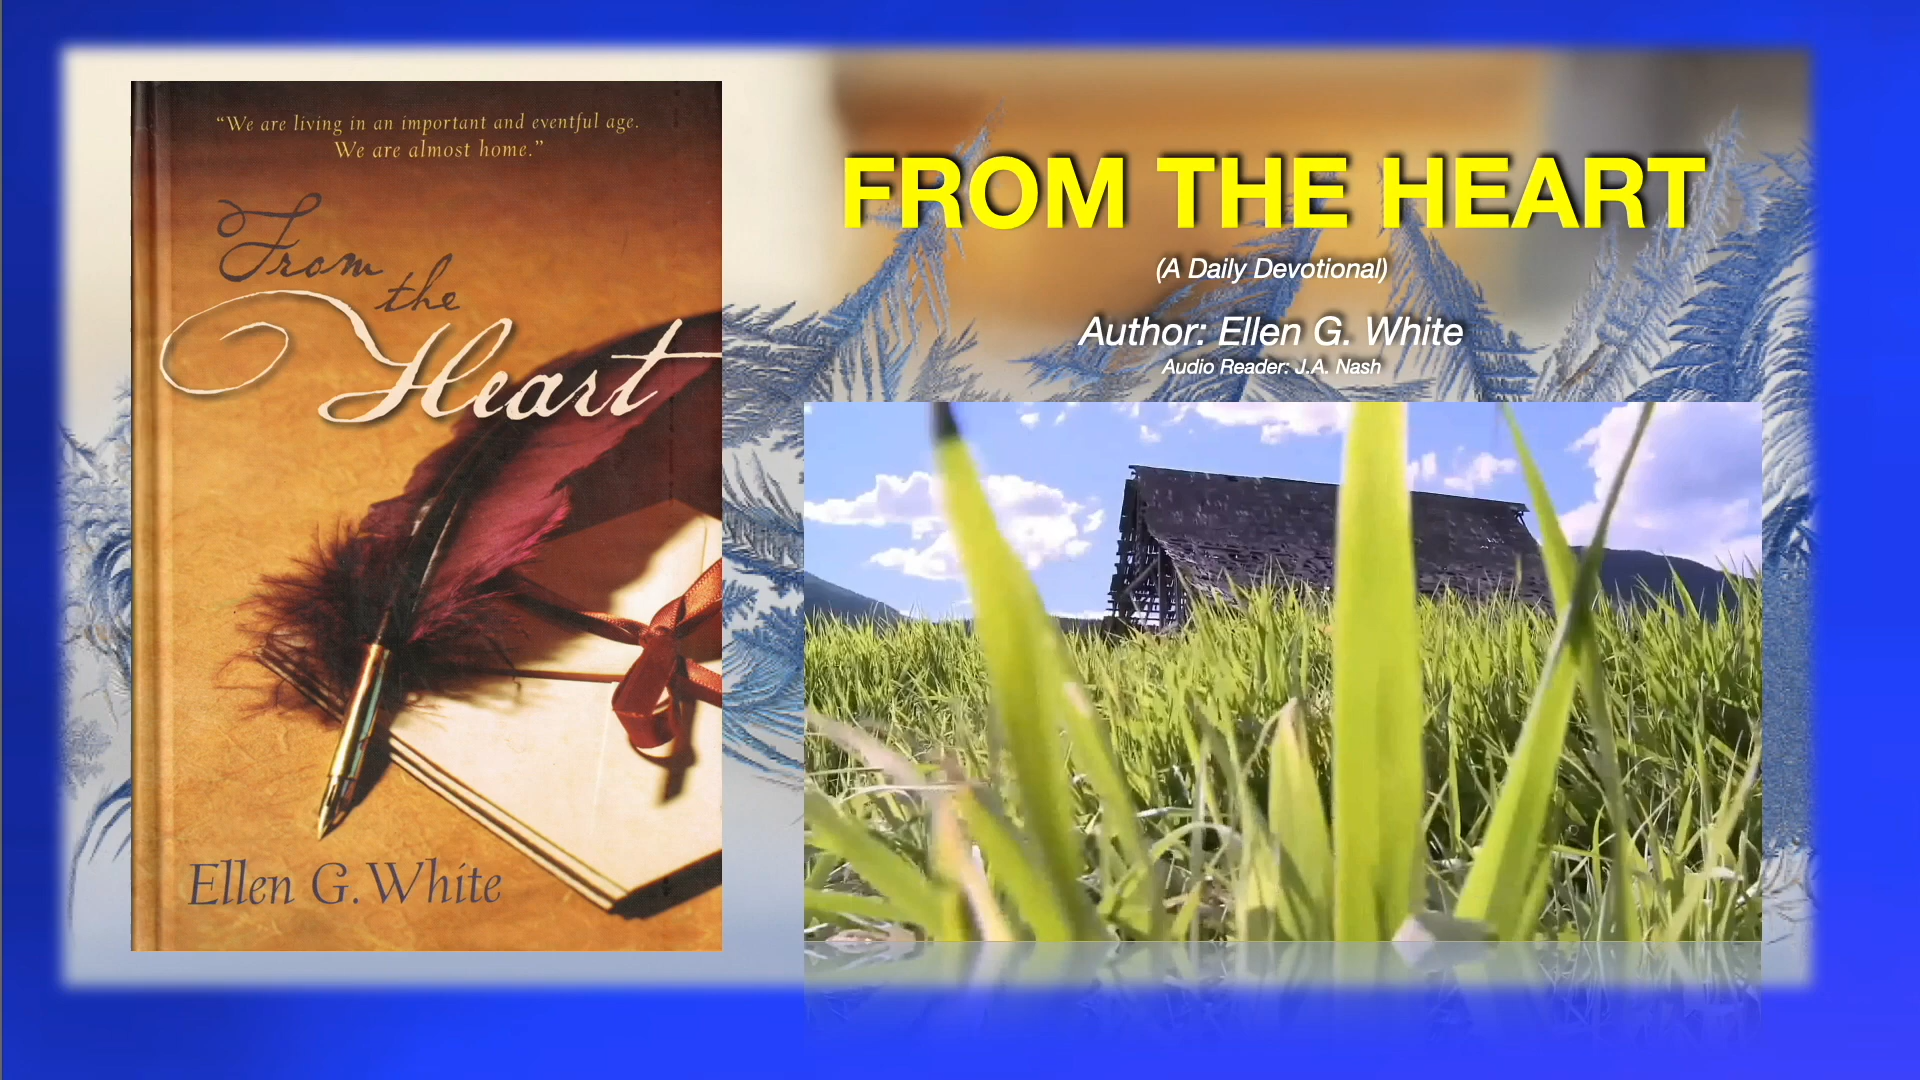 “We are living in an important and eventful age.
We are almost home.”
From
the
Heart
Ellen G. White
FROM THE HEART
(A Daily Devotional)
Author: Ellen G. White
Audio Reader: J.A. Nash